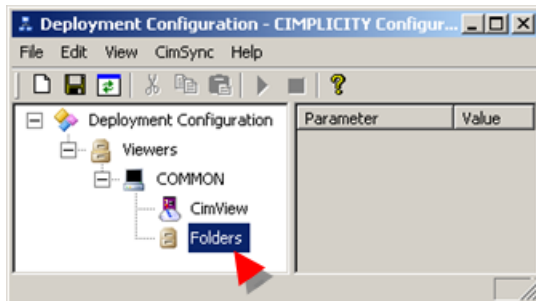 Deployment Configuration - CIMPLICITY Configur...
File Edit View CimSync Help
Parameter Value
Deployment Configuration
Viewers
COMMON
CimView
Folders